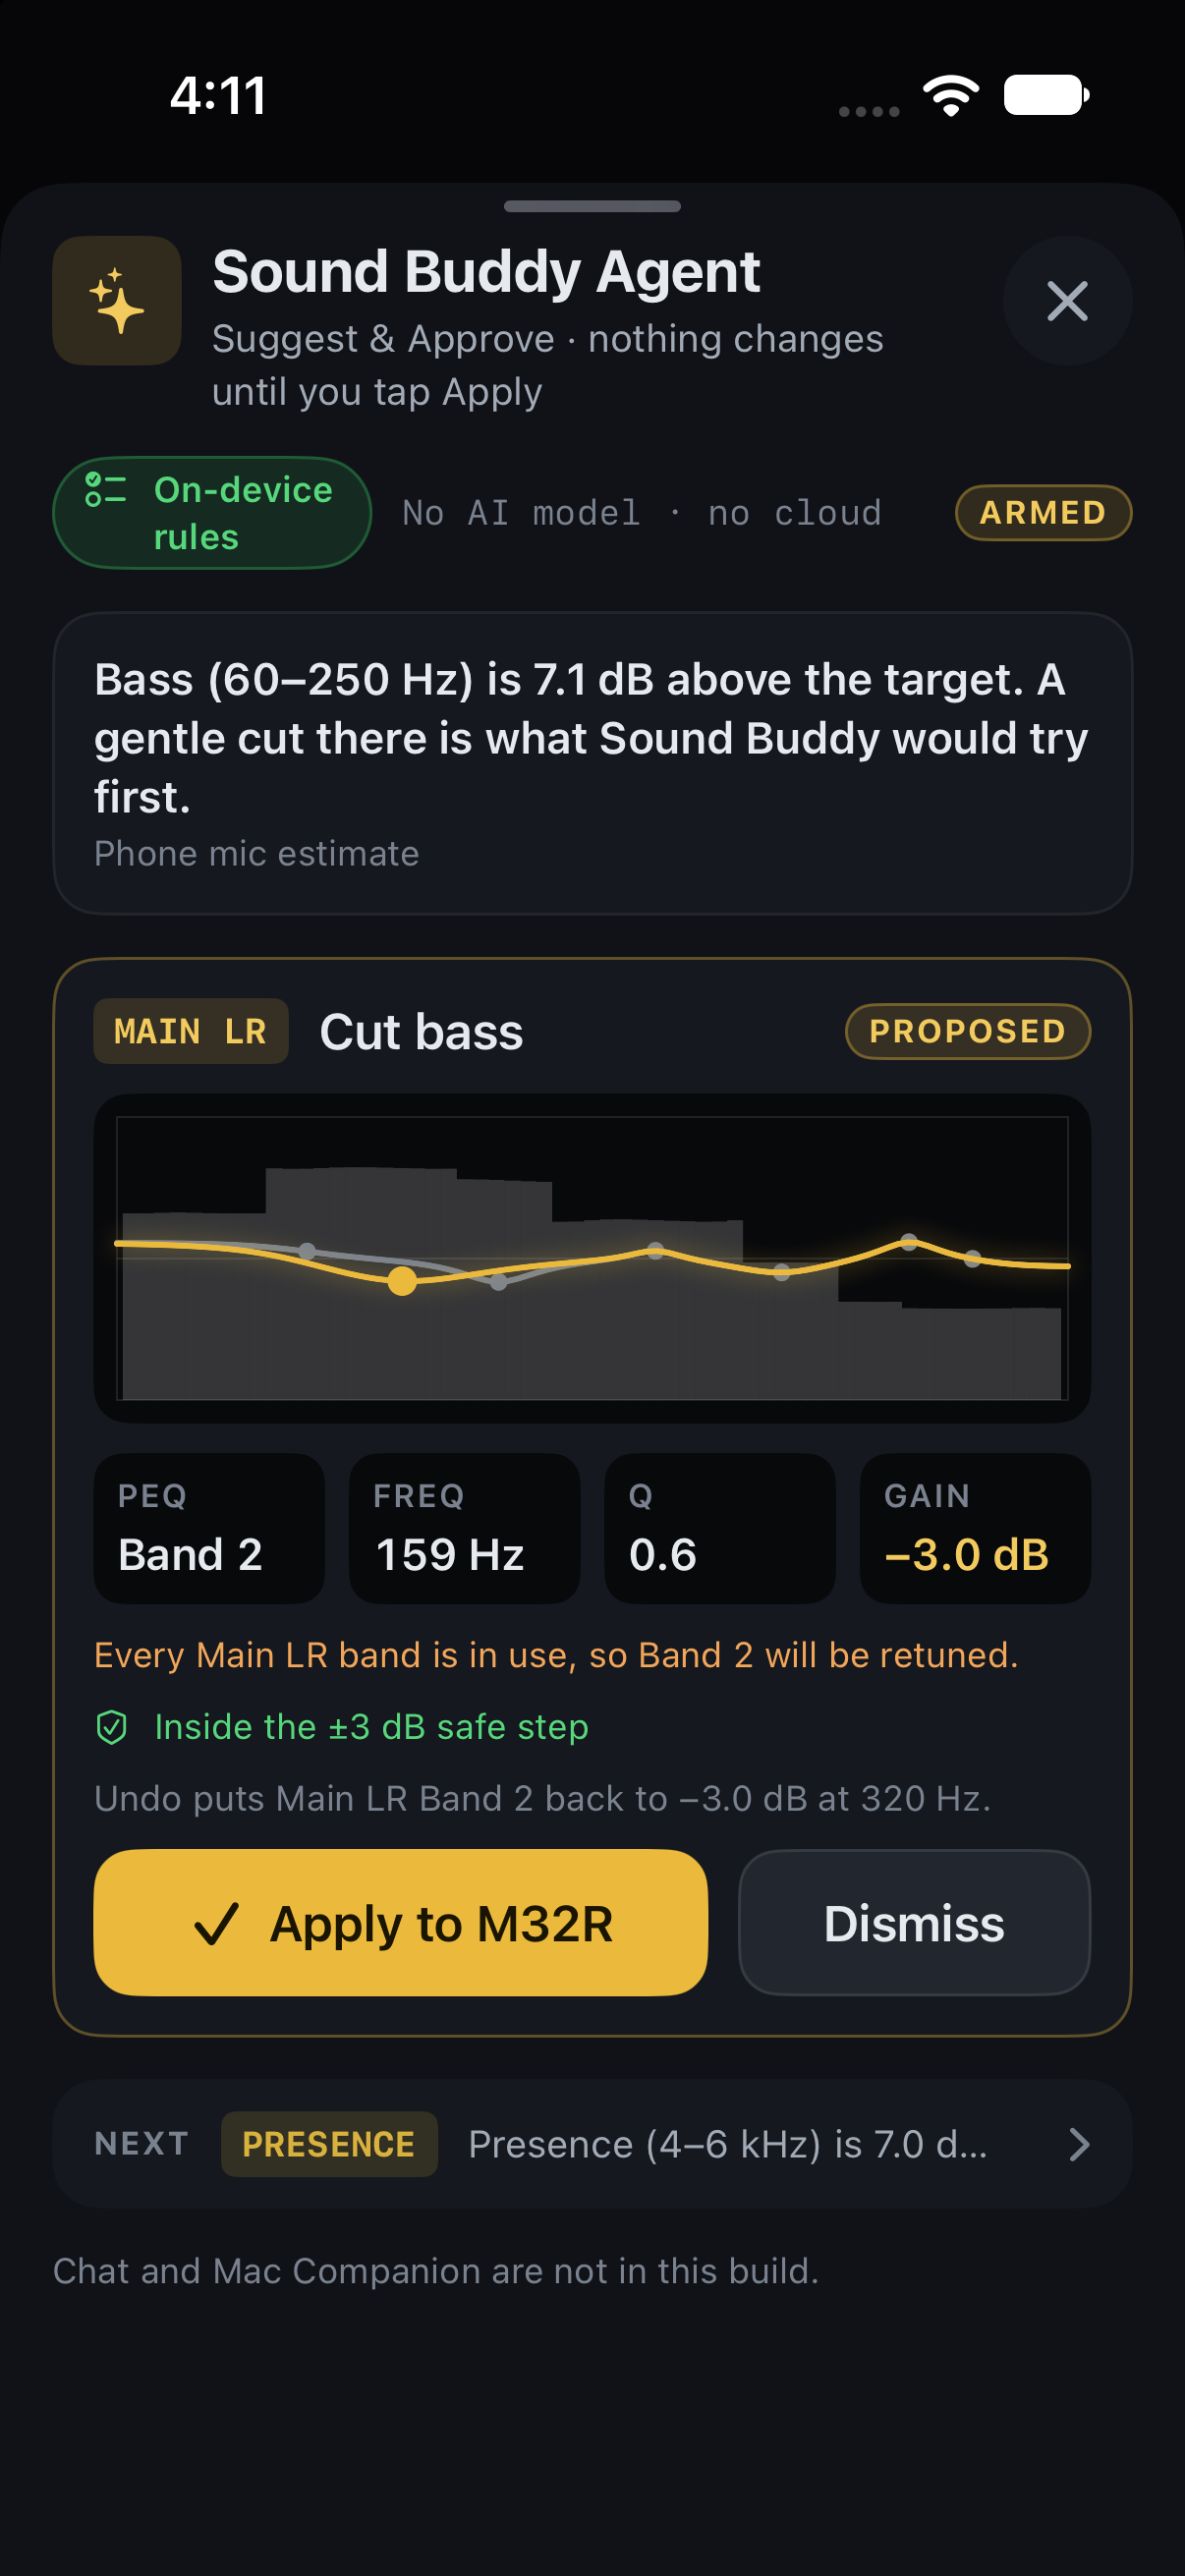 4:11
Sound Buddy Agent
Suggest & Approve · nothing changes
until you tap Apply
On-device
rules
No AI model · no cloud
ARMED
Bass (60–250 Hz) is 7.1 dB above the target. A
gentle cut there is what Sound Buddy would try
first.
Phone mic estimate
MAIN LR
Cut bass
PROPOSED
PEQ
Band 2
FREQ
159 Hz
Q
0.6
GAIN
−3.0 dB
Every Main LR band is in use, so Band 2 will be retuned.
Inside the ±3 dB safe step
Undo puts Main LR Band 2 back to −3.0 dB at 320 Hz.
Apply to M32R
Dismiss
NEXT
PRESENCE
Presence (4–6 kHz) is 7.0 d...
Chat and Mac Companion are not in this build.